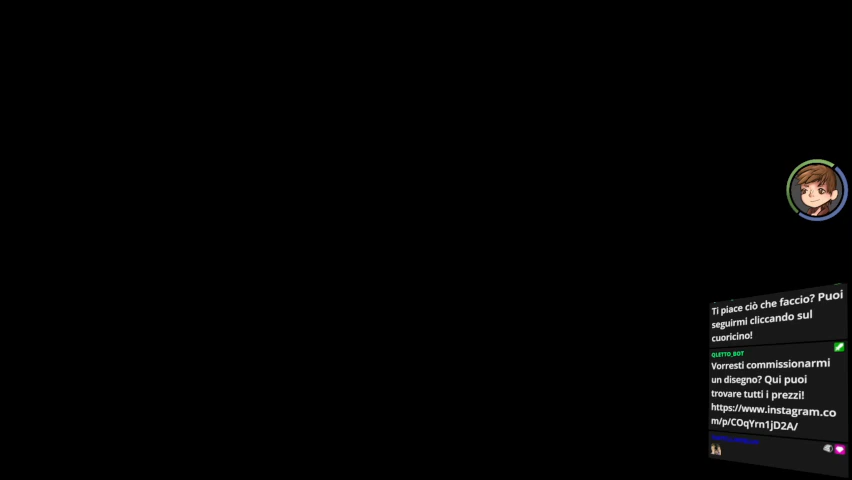 Ti piace ciò che faccio? Puoi
seguirmi cliccando sul
cuoricino!
QLETTO_BOT
Vorresti commissionarmi
un disegno? Qui puoi
trovare tutti i prezzi!
https://www.instagram.co
m/p/COqYrn1jD2A/